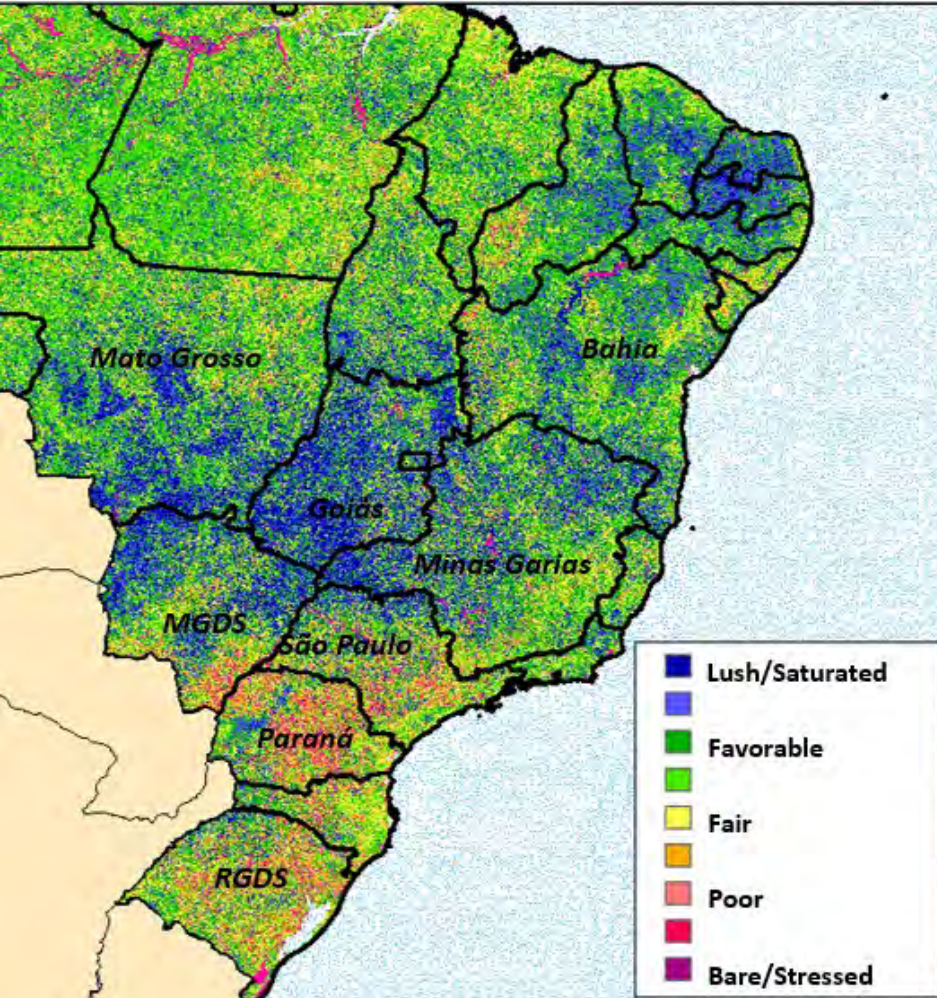 Mato Grosso
Bahia
Goiás
Minas Garias
MGDS
São Paulo
Paraná
RGDS
Lush/Saturated
Favorable
Fair
Poor
Bare/Stressed